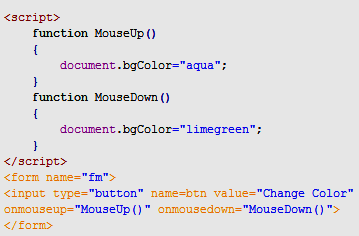 <script>
function MouseUp()
{
document.bgColor="aqua";
}
function MouseDown()
{
document.bgColor="limegreen";
}
</script>
<form name="fm">
<input type="button" name=btn value="Change Color"
onmouseup="MouseUp()" onmousedown="MouseDown()">
</form>